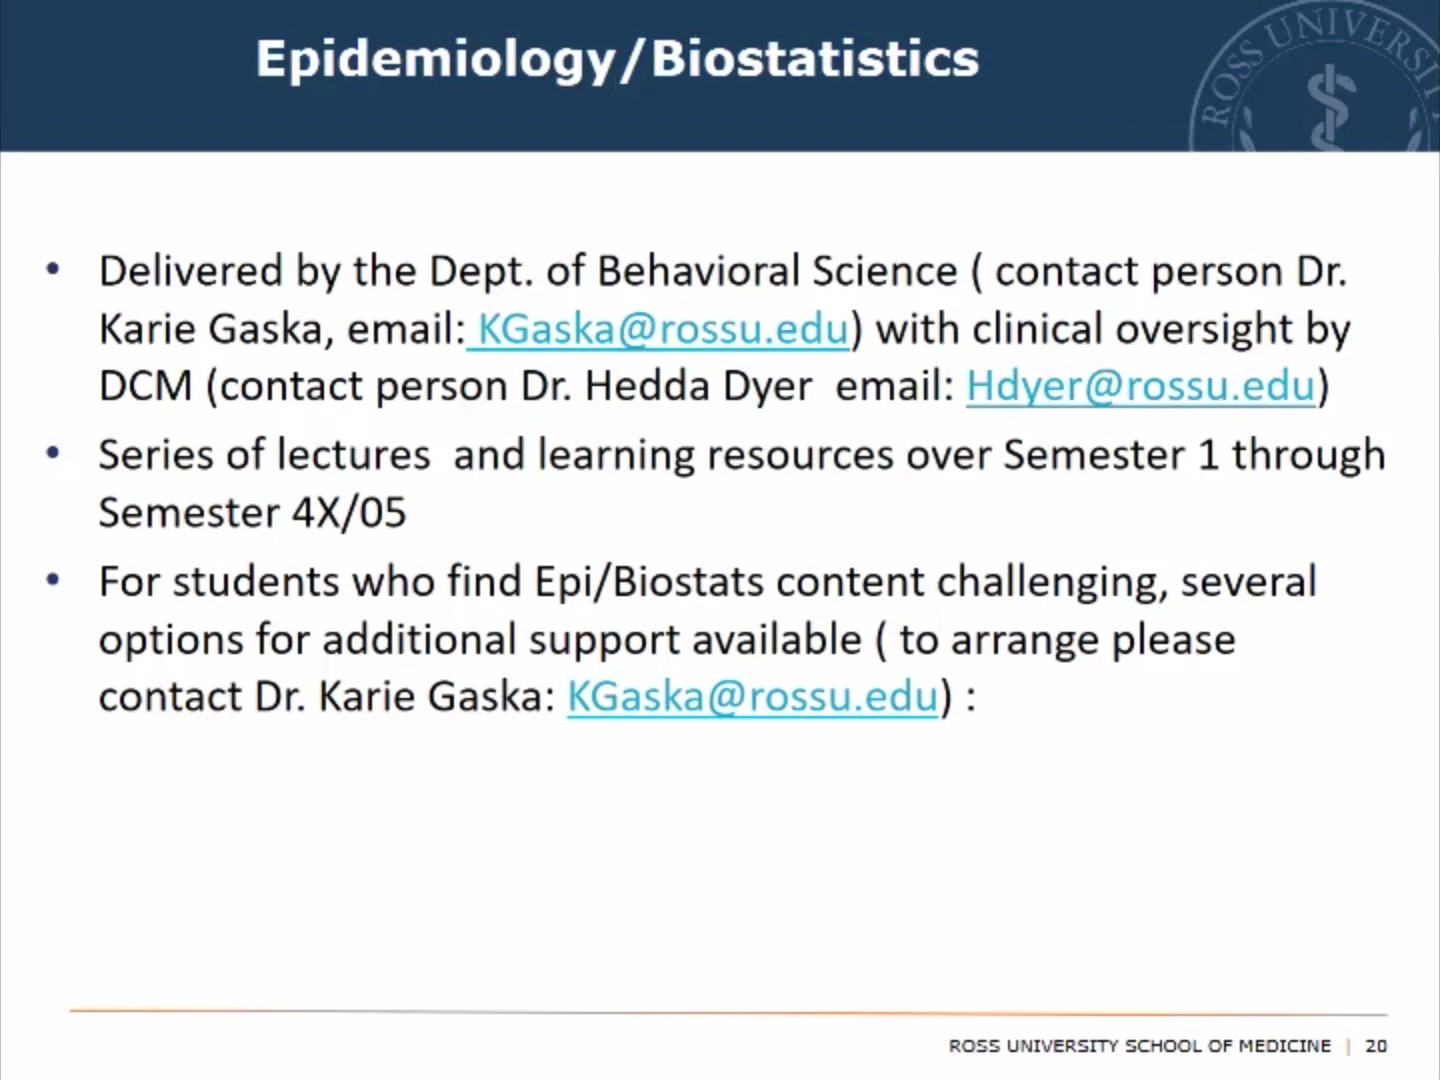 Epidemiology/Biostatistics
ROSS UNIVERSITY
• Delivered by the Dept. of Behavioral Science ( contact person Dr.
Karie Gaska, email: KGaska@rossu.edu) with clinical oversight by
DCM (contact person Dr. Hedda Dyer  email: Hdyer@rossu.edu)
• Series of lectures  and learning resources over Semester 1 through
Semester 4X/05
• For students who find Epi/Biostats content challenging, several
options for additional support available ( to arrange please
contact Dr. Karie Gaska: KGaska@rossu.edu) :
ROSS UNIVERSITY SCHOOL OF MEDICINE | 20